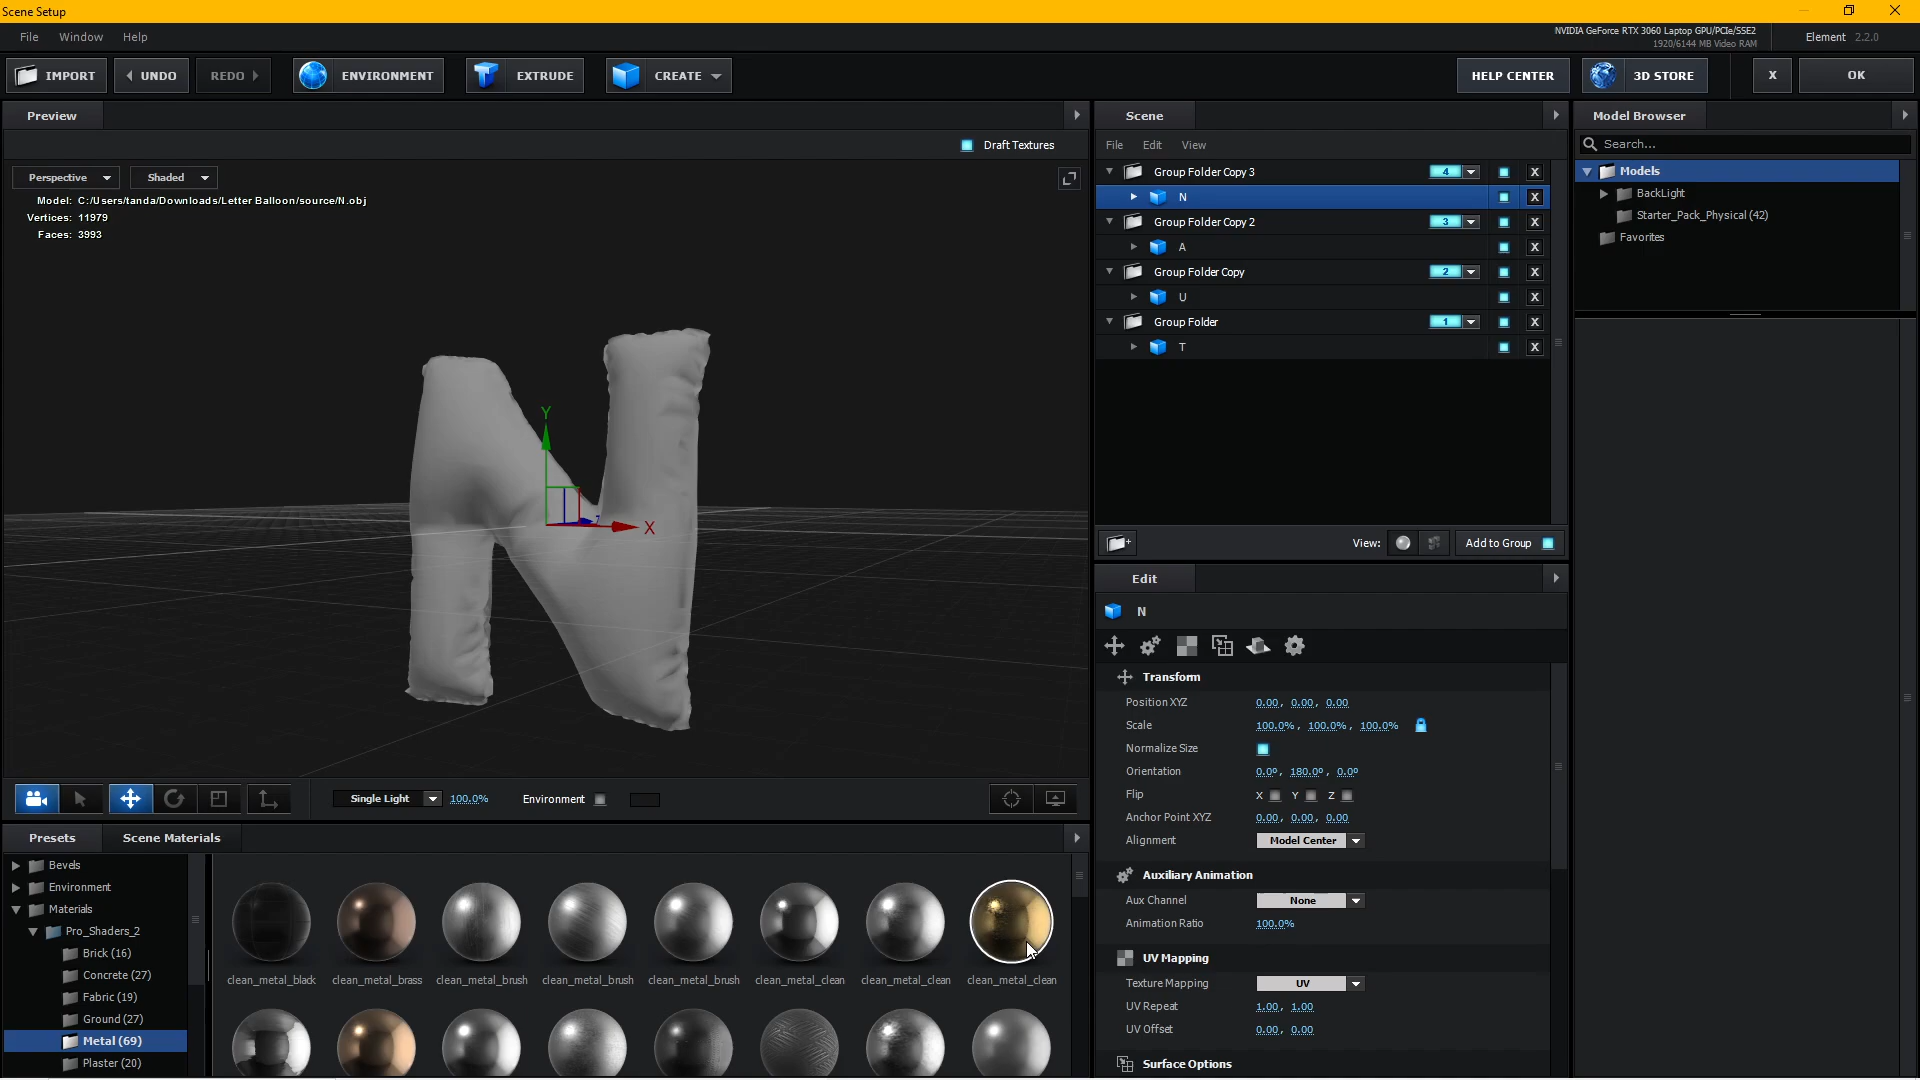 Scene Setup
File Window Help
NVIDIA GeForce RTX 3060 Laptop GPU/PCIe/SSE2
1920/6144 MB Video RAM
Element 2.2.0
IMPORT UNDO REDO ENVIRONMENT EXTRUDE CREATE HELP CENTER 3D STORE X OK
Preview
Draft Textures
Perspective Shaded
Model: C:/Users/tanda/Downloads/Letter Balloon/source/N.obj
Vertices: 11979
Faces: 3993
Y
X
Single Light 100.0% Environment
Presets Scene Materials
Bevels
Environment
Materials
Pro_Shaders_2
Brick (16)
Concrete (27)
Fabric (19)
Ground (27)
Metal (69)
Plaster (20)
clean_metal_black clean_metal_brass clean_metal_brush clean_metal_brush clean_metal_brush clean_metal_clean clean_metal_clean clean_metal_clean
Scene
File Edit View
Group Folder Copy 3 4 X
N X
Group Folder Copy 2 3 X
A X
Group Folder Copy 2 X
U X
Group Folder 1 X
T X
View: Add to Group
Edit
N
Transform
Position XYZ 0.00, 0.00, 0.00
Scale 100.0%, 100.0%, 100.0%
Normalize Size
Orientation 0.0º, 180.0º, 0.0º
Flip X Y Z
Anchor Point XYZ 0.00, 0.00, 0.00
Alignment Model Center
Auxiliary Animation
Aux Channel None
Animation Ratio 100.0%
UV Mapping
Texture Mapping UV
UV Repeat 1.00, 1.00
UV Offset 0.00, 0.00
Surface Options
Model Browser
Search...
Models
BackLight
Starter_Pack_Physical (42)
Favorites